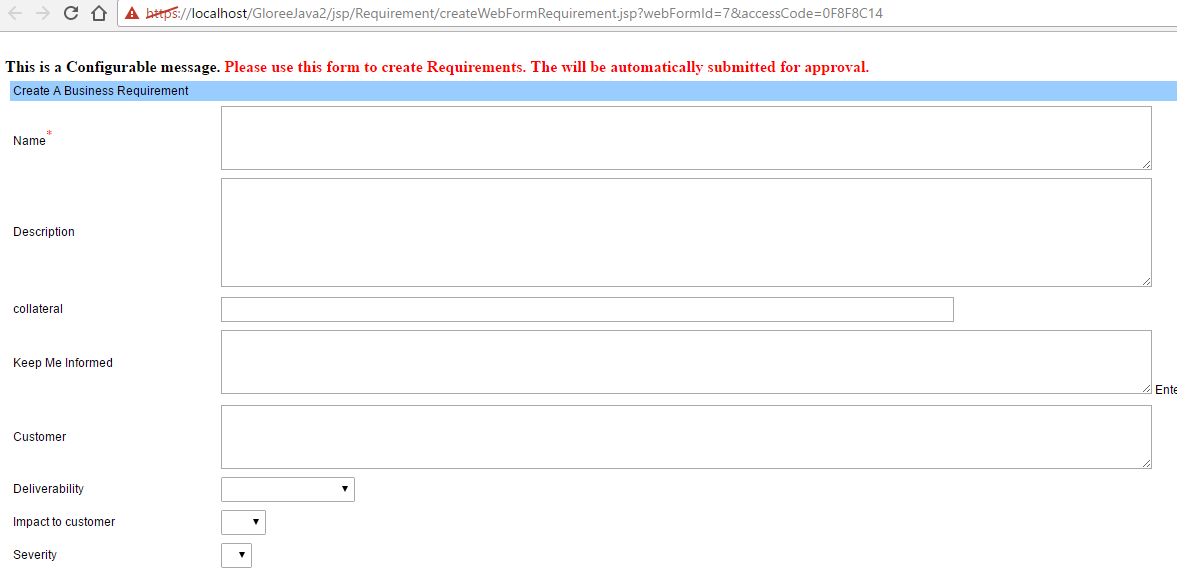 https://localhost/GloreeJava2/jsp/Requirement/createWebFormRequirement.jsp?webFormId=7&accessCode=0F8F8C14
This is a Configurable message. Please use this form to create Requirements. The will be automatically submitted for approval.
Create A Business Requirement
Name*
Description
collateral
Keep Me Informed
Ente
Customer
Deliverability
Impact to customer
Severity